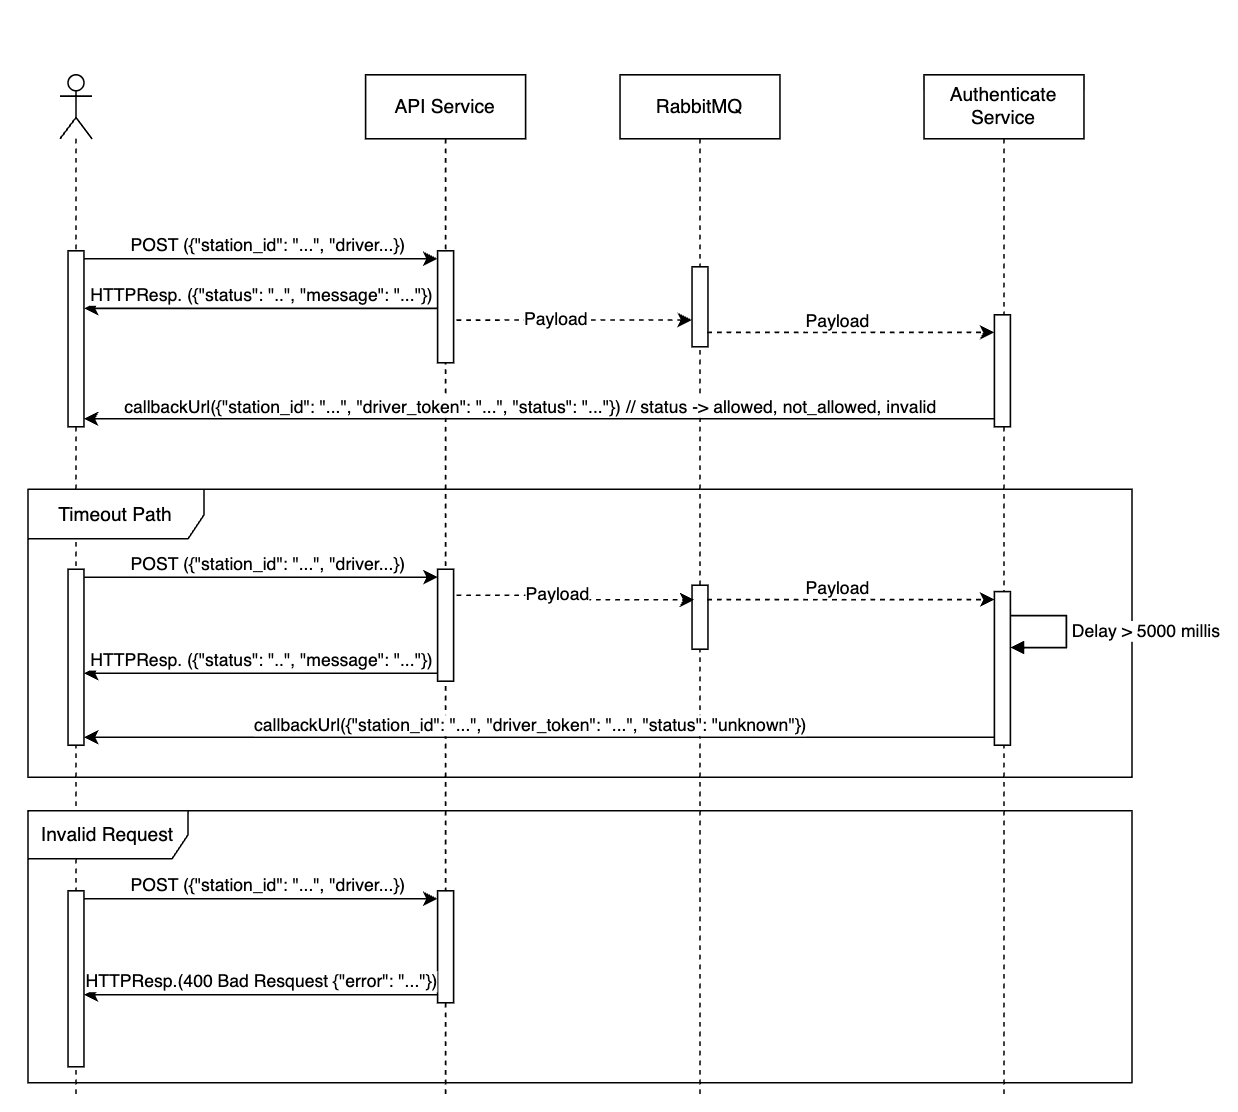 API Service
RabbitMQ
Authenticate
Service
POST ({"station_id": "...", "driver...})
HTTPResp. ({"status": "..", "message": "..."})
Payload
Payload
callbackUrl({"station_id": "...", "driver_token": "...", "status": "..."}) // status -> allowed, not_allowed, invalid
Timeout Path
POST ({"station_id": "...", "driver...})
Payload
Payload
Delay > 5000 millis
HTTPResp. ({"status": "..", "message": "..."})
callbackUrl({"station_id": "...", "driver_token": "...", "status": "unknown"})
Invalid Request
POST ({"station_id": "...", "driver...})
HTTPResp.(400 Bad Resquest {"error": "..."})